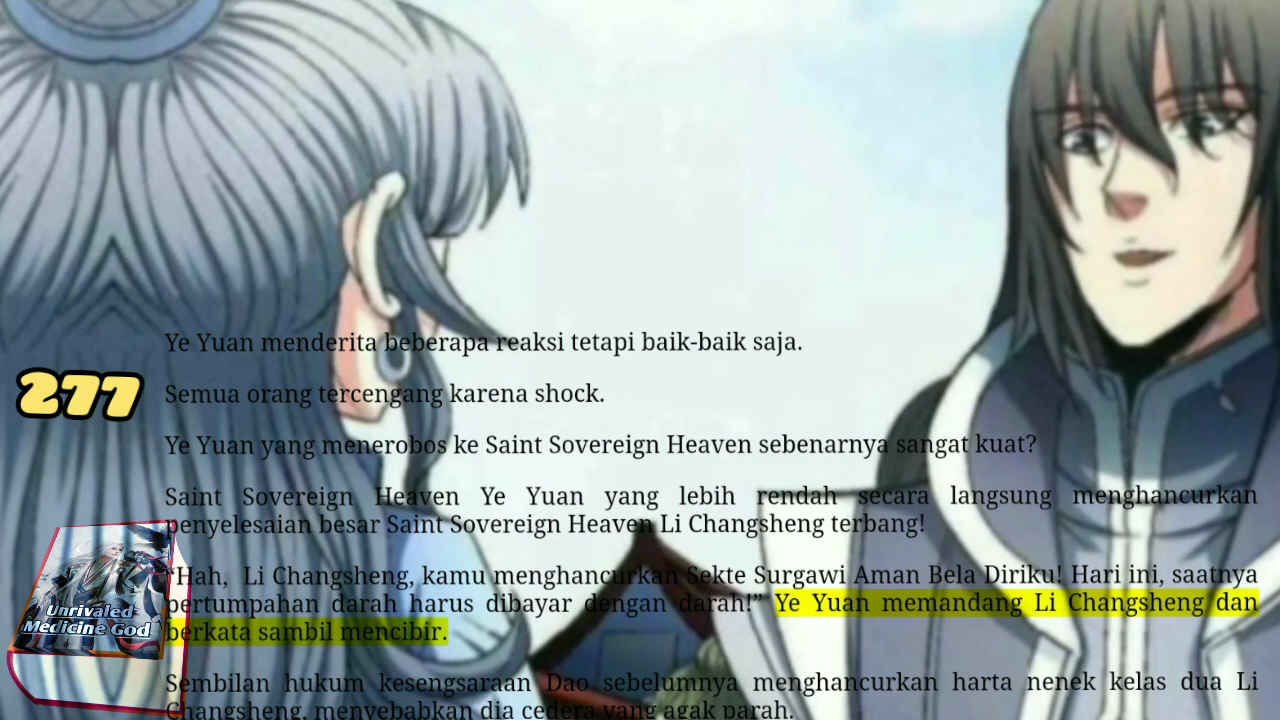 Ye Yuan menderita beberapa reaksi tetapi baik-baik saja.
277
Semua orang tercengang karena shock.
Ye Yuan yang menerobos ke Saint Sovereign Heaven sebenarnya sangat kuat?
Saint Sovereign Heaven Ye Yuan yang lebih rendah secara langsung menghancurkan
penyelesaian besar Saint Sovereign Heaven Li Changsheng terbang!
“Hah, Li Changsheng, kamu menghancurkan Sekte Surgawi Aman Bela Diriku! Hari ini, saatnya
pertumpahan darah harus dibayar dengan darah!” Ye Yuan memandang Li Changsheng dan
berkata sambil mencibir.
Unrivaled
Medicine God
Sembilan hukum kesengsaraan Dao sebelumnya menghancurkan harta nenek kelas dua Li
Changsheng, menyebabkan dia cedera yang agak parah.